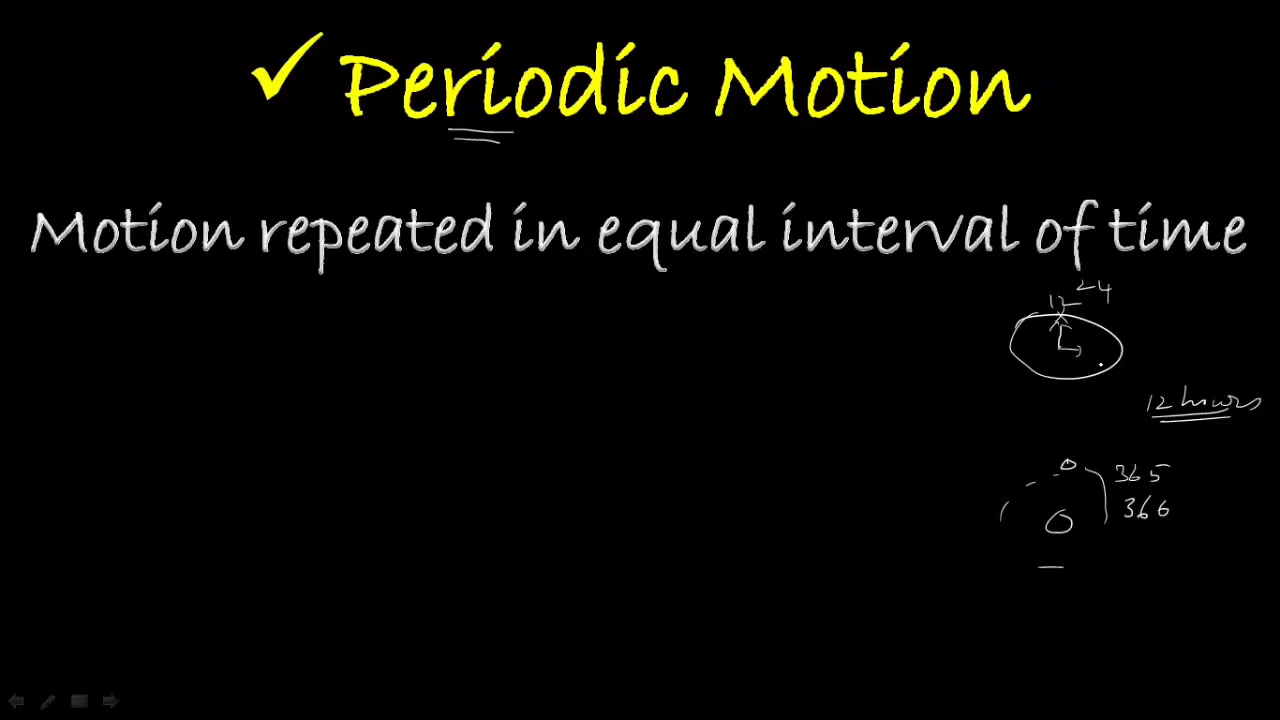 ✓ Periodic Motion
Motion repeated in equal interval of time
24
12
12 hours
365
366